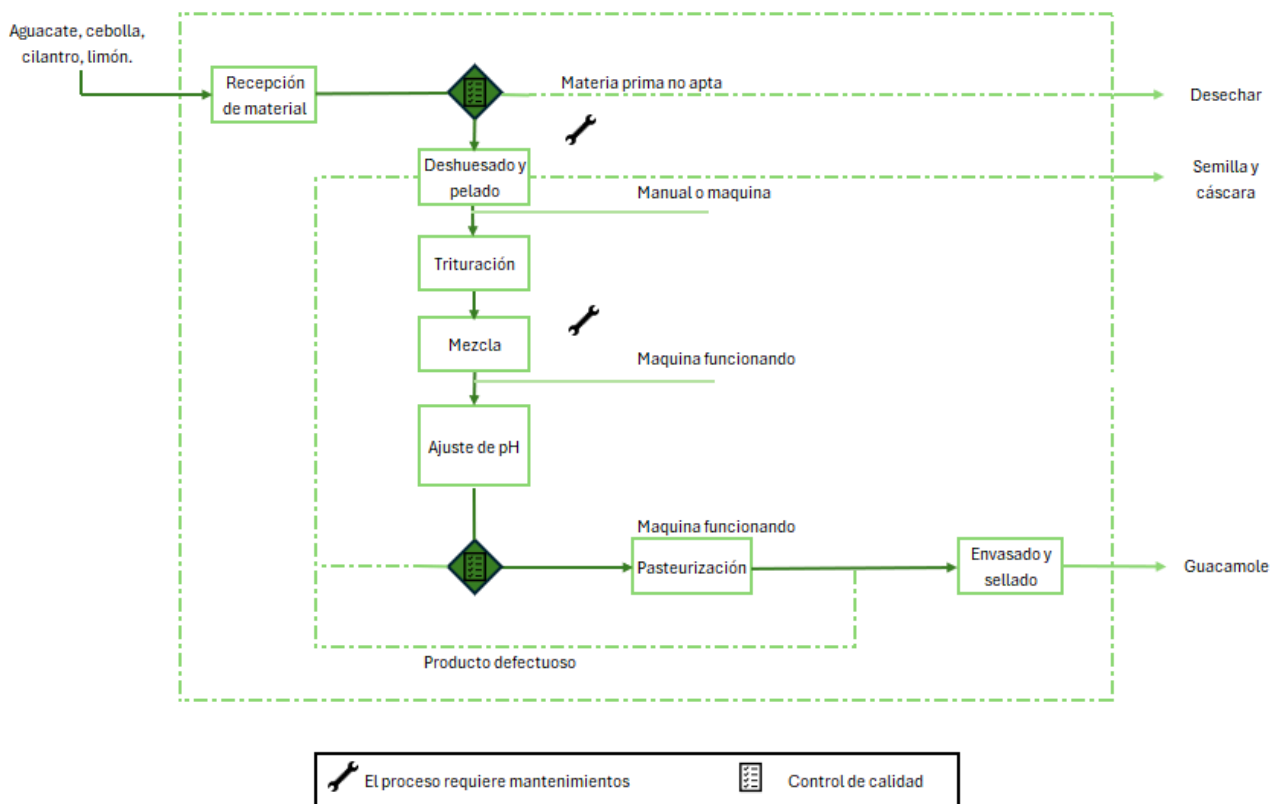 Aguacate, cebolla,
cilantro, limón.
Recepción
de material
Materia prima no apta
Desechar
Deshuesado y
pelado
Semilla y
cáscara
Manual o maquina
Trituración
Mezcla
Maquina funcionando
Ajuste de pH
Maquina funcionando
Pasteurización
Envasado y
sellado
Guacamole
Producto defectuoso
El proceso requiere mantenimientos
Control de calidad